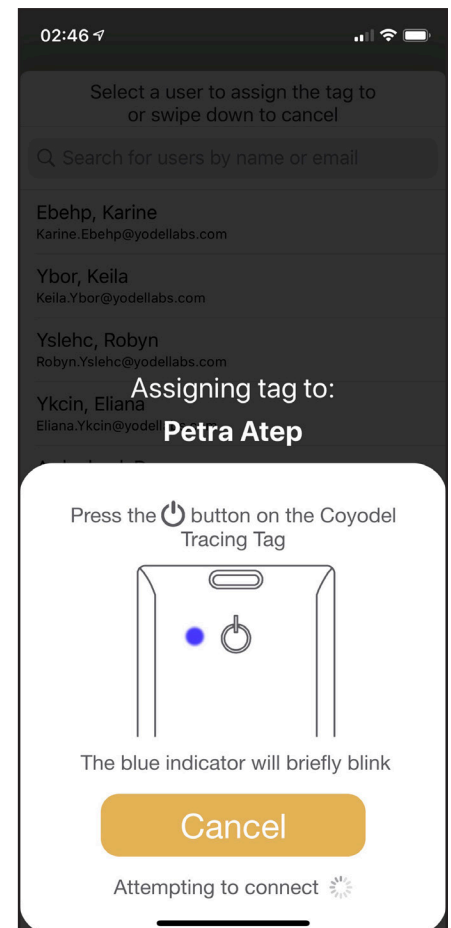 02:46
Select a user to assign the tag to
or swipe down to cancel
Search for users by name or email
Ebehp, Karine
Karine.Ebehp@yodellabs.com
Ybor, Keila
Keila.Ybor@yodellabs.com
Yslehc, Robyn
Robyn.Yslehc@yodellabs.com
Assigning tag to:
Ykcin, Eliana
Eliana.Ykcin@yodell
Petra Atep
Press the button on the Coyodel
Tracing Tag
The blue indicator will briefly blink
Cancel
Attempting to connect